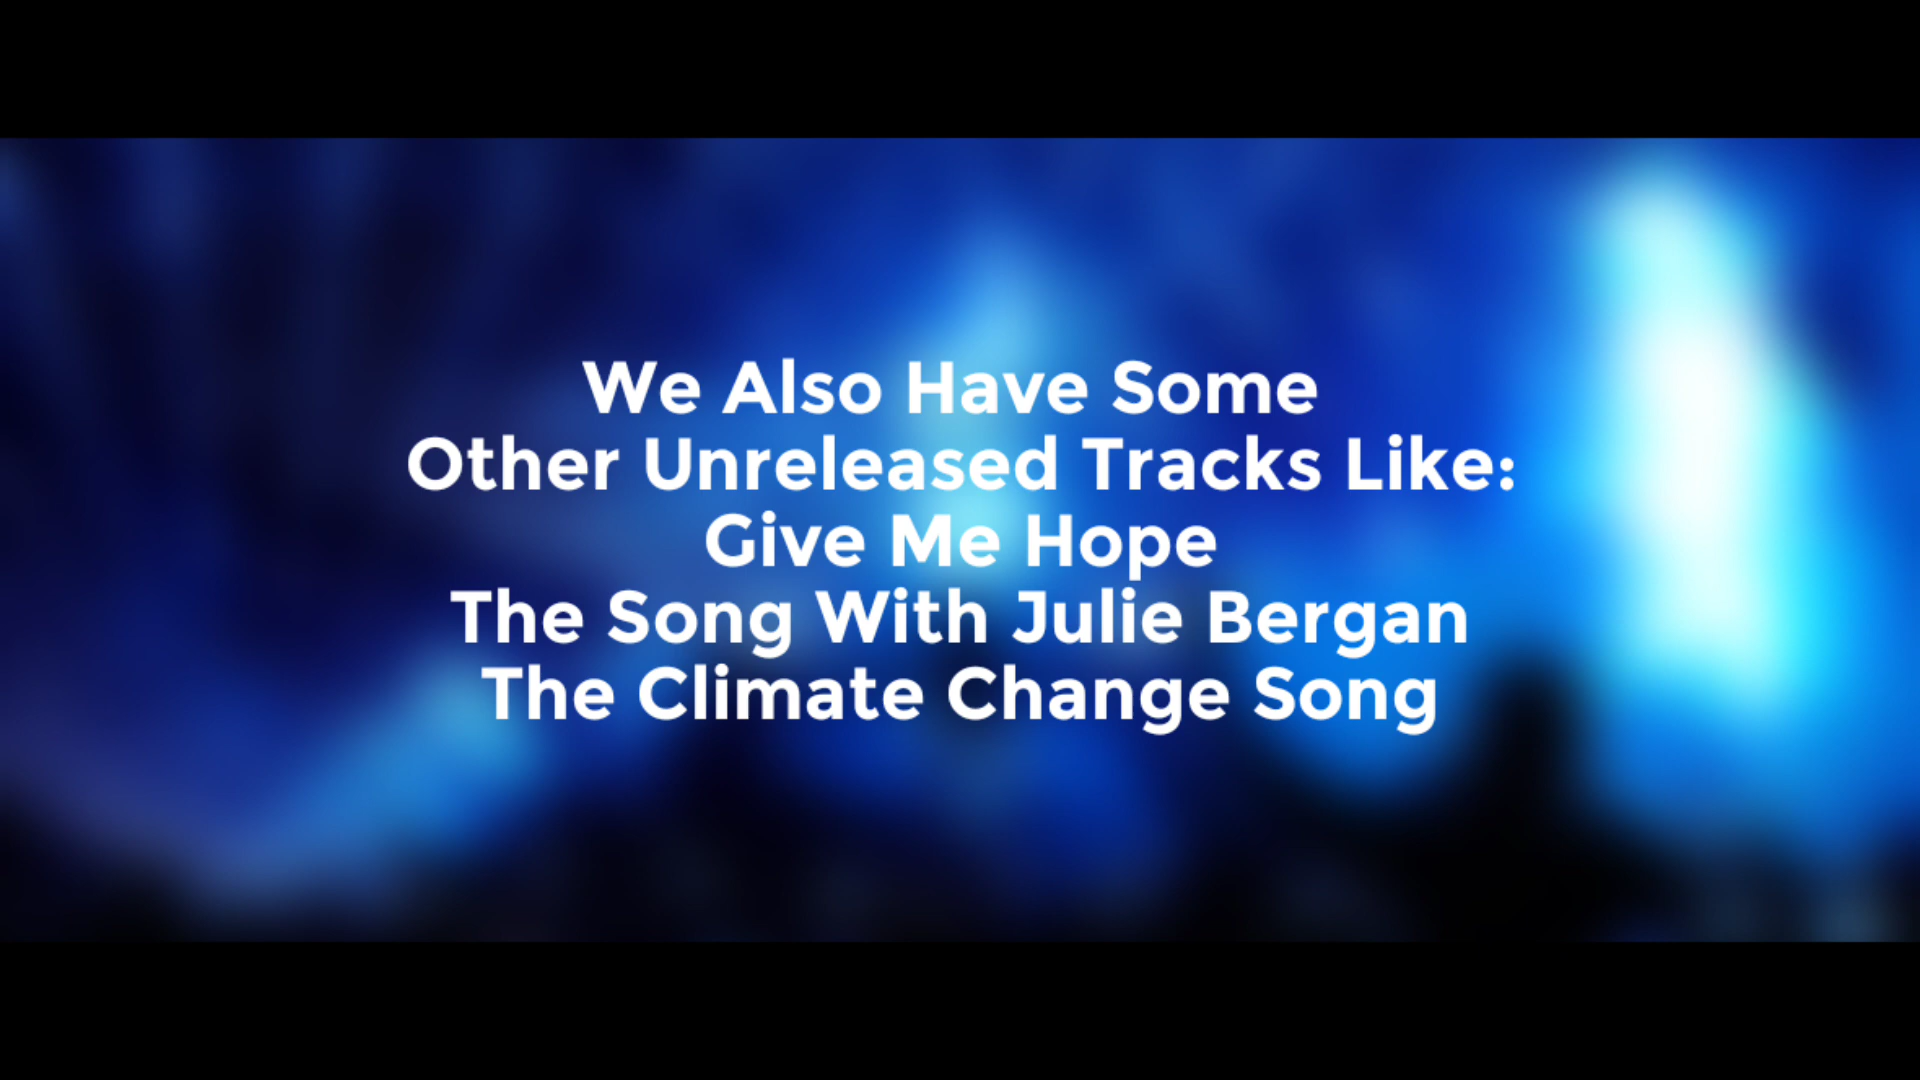 We Also Have Some
Other Unreleased Tracks Like:
Give Me Hope
The Song With Julie Bergan
The Climate Change Song